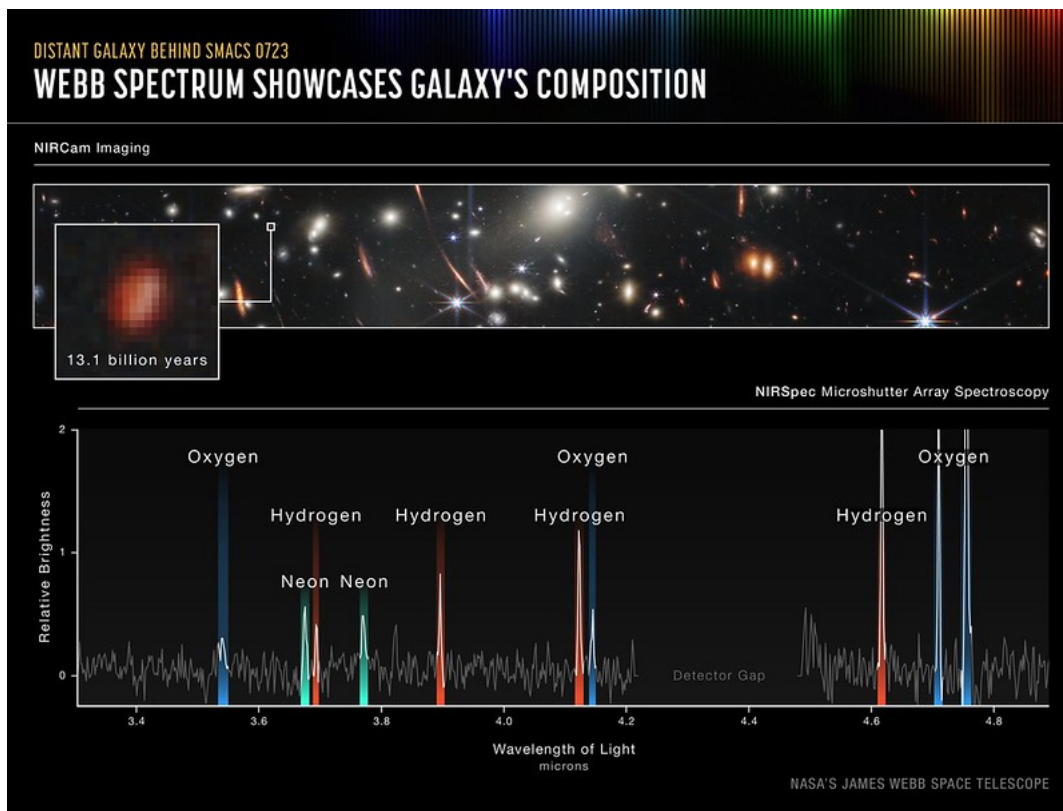 DISTANT GALAXY BEHIND SMACS 0723
WEBB SPECTRUM SHOWCASES GALAXY'S COMPOSITION
NIRCam Imaging
13.1 billion years
NIRSpec Microshutter Array Spectroscopy
2
Oxygen Oxygen Oxygen
Hydrogen Hydrogen Hydrogen Hydrogen
1
Neon Neon
Relative Brightness
0
Detector Gap
3.4 3.6 3.8 4.0 4.2 4.4 4.6 4.8
Wavelength of Light
microns
NASA'S JAMES WEBB SPACE TELESCOPE